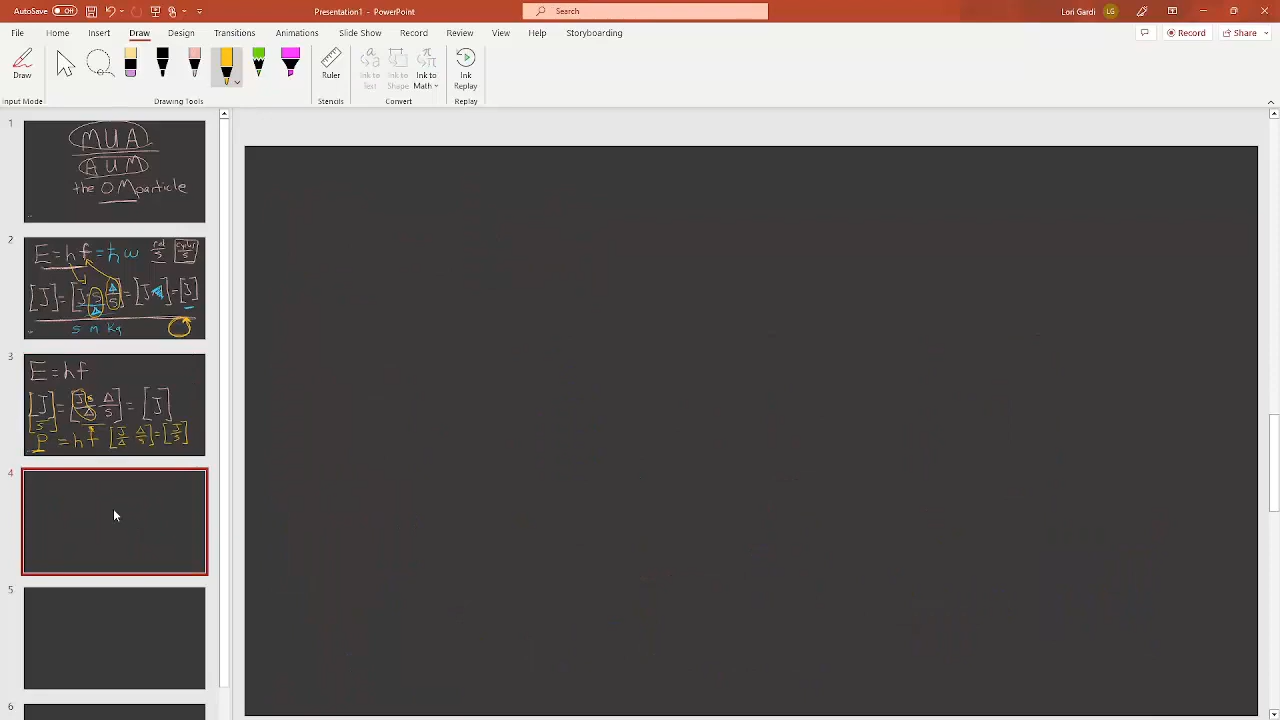 AutoSave Off
Presentation1 - PowerPoint
Search
Lori Gardi LG
File Home Insert Draw Design Transitions Animations Slide Show Record Review View Help Storyboarding
Record Share
Draw
Ruler
Ink to Text
Ink to Shape
Ink to Math
Ink Replay
Input Mode Drawing Tools Stencils Convert Replay
1
MUA
AUM
the OM particle
2
E = hf = ħ ω rad/s
s m kg
3
E = hf
P = hf
4
5
6